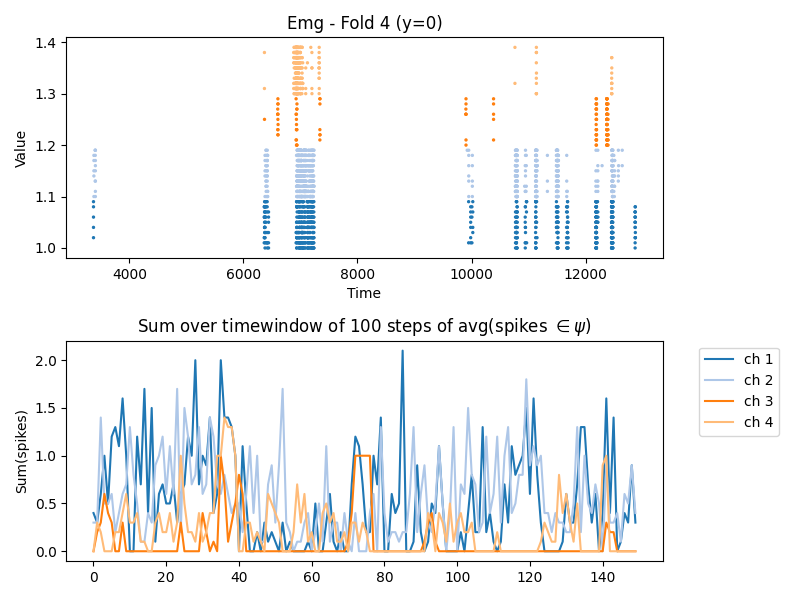 Emg - Fold 4 (y=0)
1.4
1.3
1.2
1.1
1.0
Value
4000 6000 8000 10000 12000
Time
Sum over timewindow of 100 steps of avg(spikes ∈ ψ)
2.0
1.5
1.0
0.5
0.0
Sum(spikes)
0 20 40 60 80 100 120 140
ch 1
ch 2
ch 3
ch 4